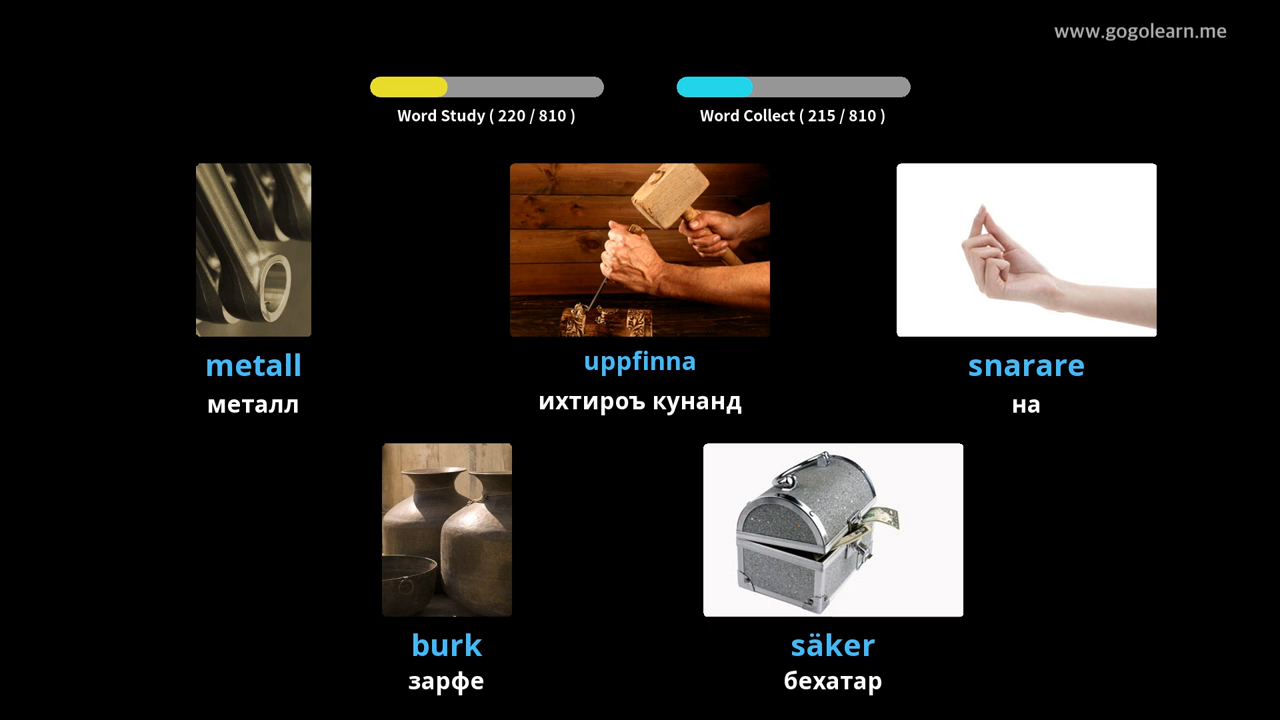 www.gogolearn.me
Word Study ( 220 / 810 )
Word Collect ( 215 / 810 )
metall
металл
uppfinna
ихтироъ кунанд
snarare
на
burk
зарфе
säker
бехатар